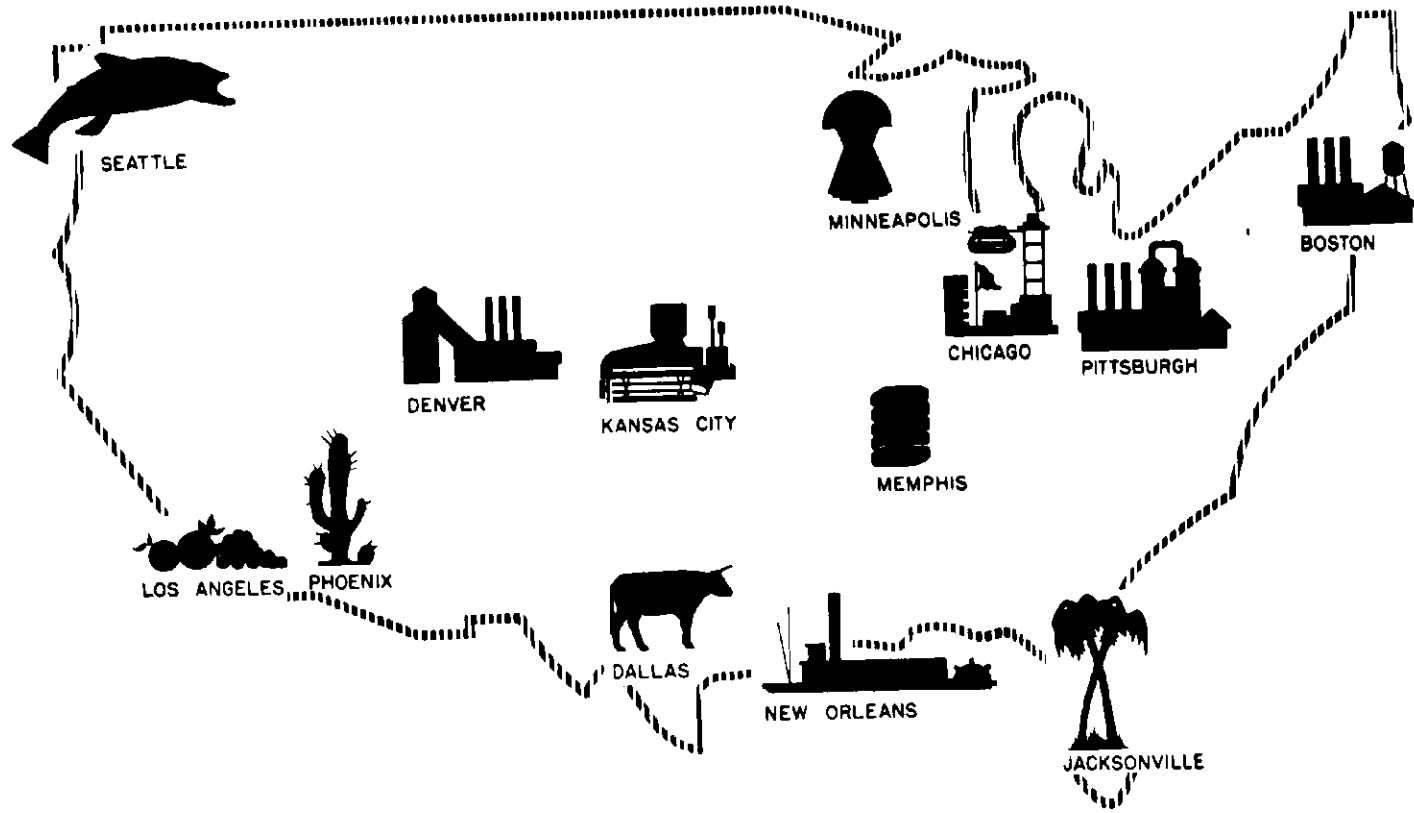 SEATTLE
MINNEAPOLIS
BOSTON
CHICAGO
PITTSBURGH
DENVER
KANSAS CITY
MEMPHIS
LOS ANGELES
PHOENIX
DALLAS
NEW ORLEANS
JACKSONVILLE